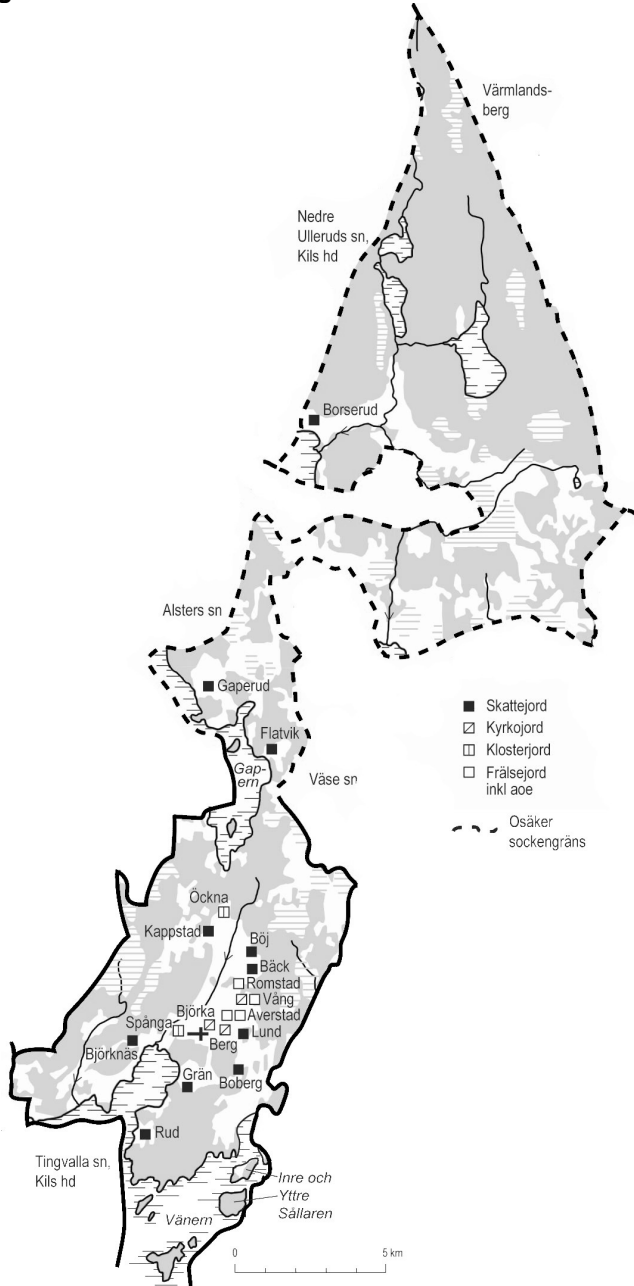 Värmlands-
berg
Nedre
Ulleruds sn,
Kils hd
Borserud
Alsters sn
Gaperud
Flatvik
Gap-
ern
Väse sn
Skattejord
Kyrkojord
Klosterjord
Frälsejord
inkl aoe
Osäker
sockengräns
Öckna
Kappstad
Böj
Bäck
Romstad
Vång
Björka
Averstad
Spånga
Lund
Berg
Björknäs
Boberg
Grän
Rud
Tingvalla sn,
Kils hd
Inre och
Yttre
Sållaren
Vänern
0 5 km